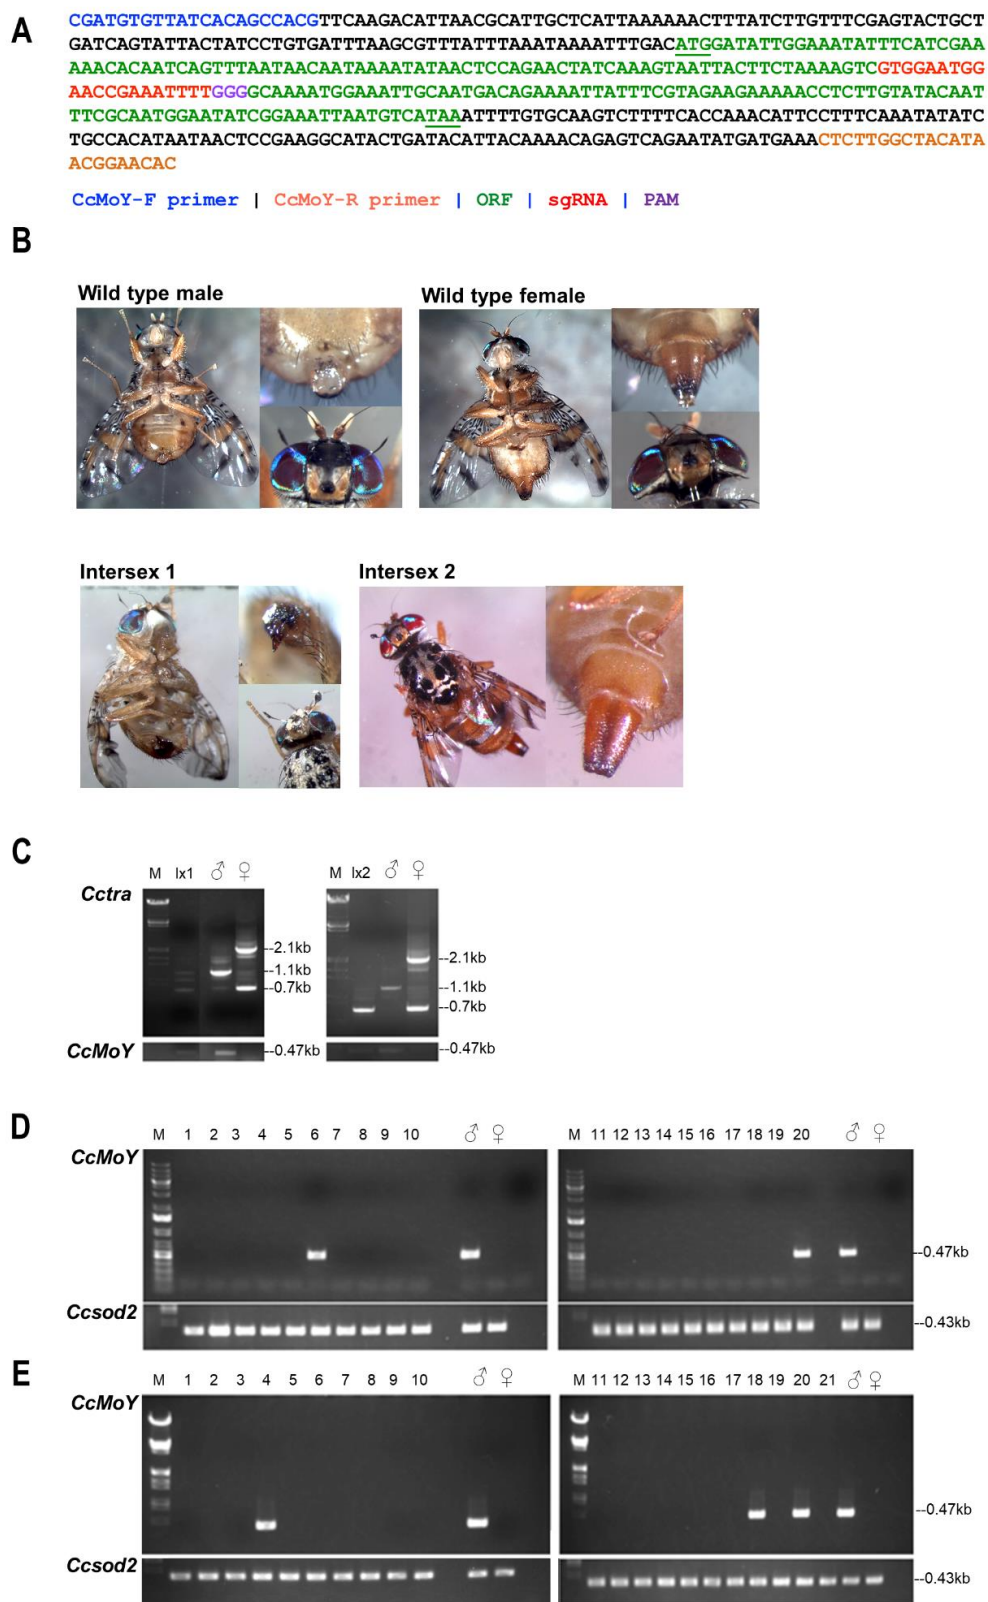 A
CGATGTGTTATCACAGCCACGTTCAAGACATTAACGCATTGCTCATTAAAAAACTTTATCTTGTTTCGAGTACTGCT
GATCAGTATTACTATCCTGTGATTTAAGCGTTTATTTAAATAAAATTTGACATGGATATTGGAAATATTTCATCGAA
AAACACAATCAGTTTAATAACAATAAAATATAACTCCAGAACTATCAAAGTAATTACTTCTAAAAGTCGTGGAATGG
AACCGAAATTTTGGGGCAAAATGGAAATTGCAATGACAGAAAATATTTCGTAGAAGAAAAACCTCTTGTATACAAT
TTCGCAATGGAATATCGGAAATTAATGTCATAAATTTTGTGCAAGTCTTTTCACCAAACATTCCTTTCAAATATATC
TGCCACATAATAACTCCGAAGGCATACTGATACATTACAAAACAGAGTCAGAATATGATGAAACTCTTGGCTACATA
ACGGAACAC
CcMoY-F primer | CcMoY-R primer | ORF | sgRNA | PAM
B
Wild type male
Wild type female
Intersex 1
Intersex 2
C
M Ix1 ♂ ♀
M Ix2 ♂ ♀
Cctra
--2.1kb
--1.1kb
--0.7kb
--2.1kb
--1.1kb
--0.7kb
CcMoY
--0.47kb
--0.47kb
D
M 1 2 3 4 5 6 7 8 9 10 ♂ ♀
M 11 12 13 14 15 16 17 18 19 20 ♂ ♀
CcMoY
--0.47kb
Ccsod2
--0.43kb
E
M 1 2 3 4 5 6 7 8 9 10 ♂ ♀
M 11 12 13 14 15 16 17 18 19 20 21 ♂ ♀
CcMoY
--0.47kb
Ccsod2
--0.43kb